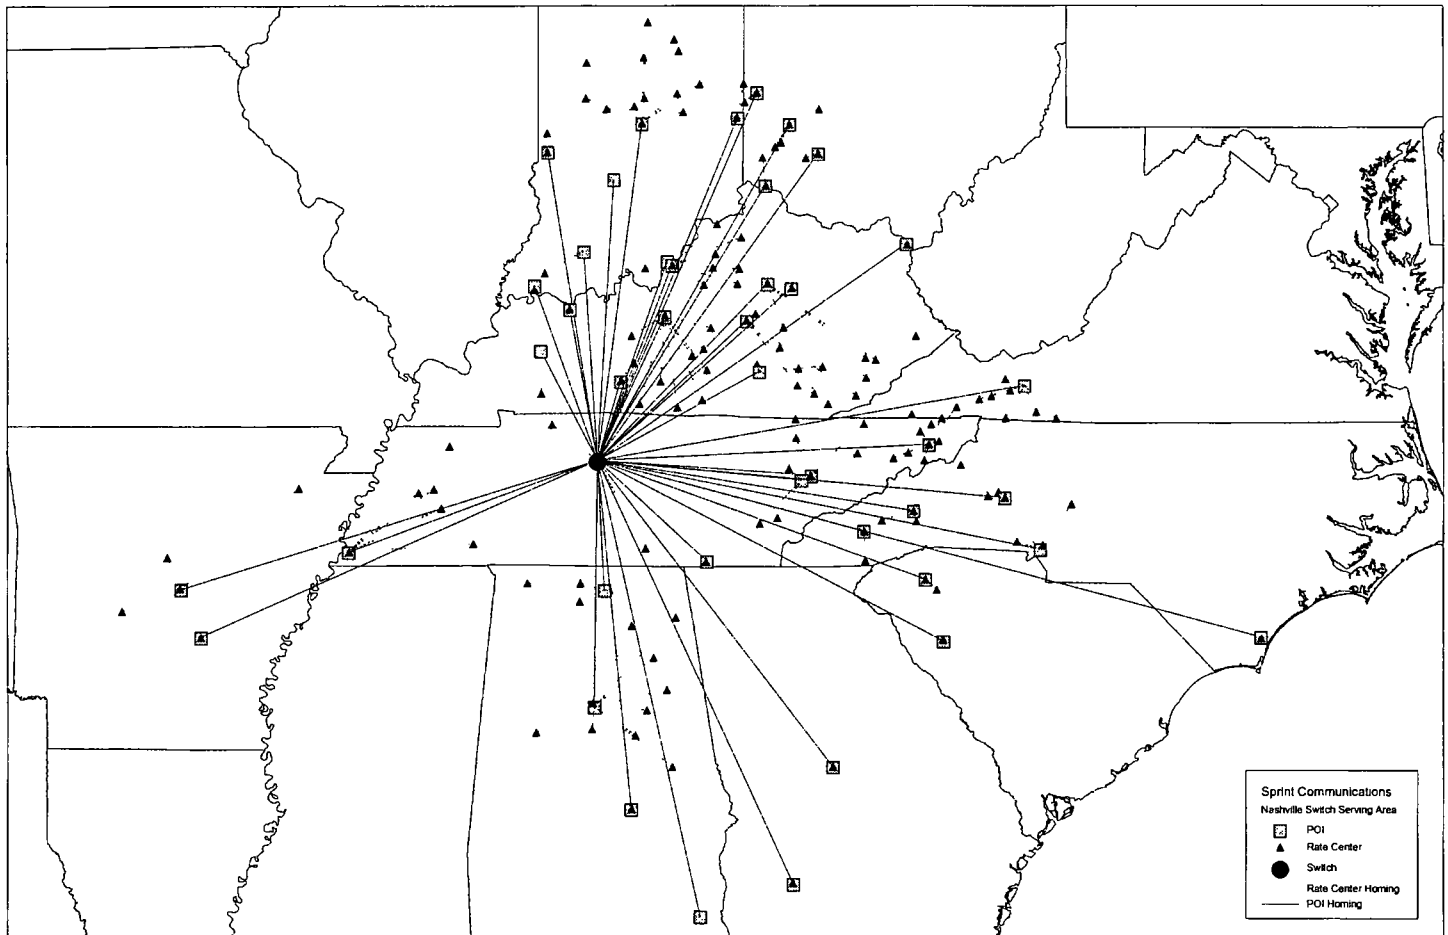 Sprint Communications
Nashville Switch Serving Area
POI
Rate Center
Switch
Rate Center Homing
POI Homing